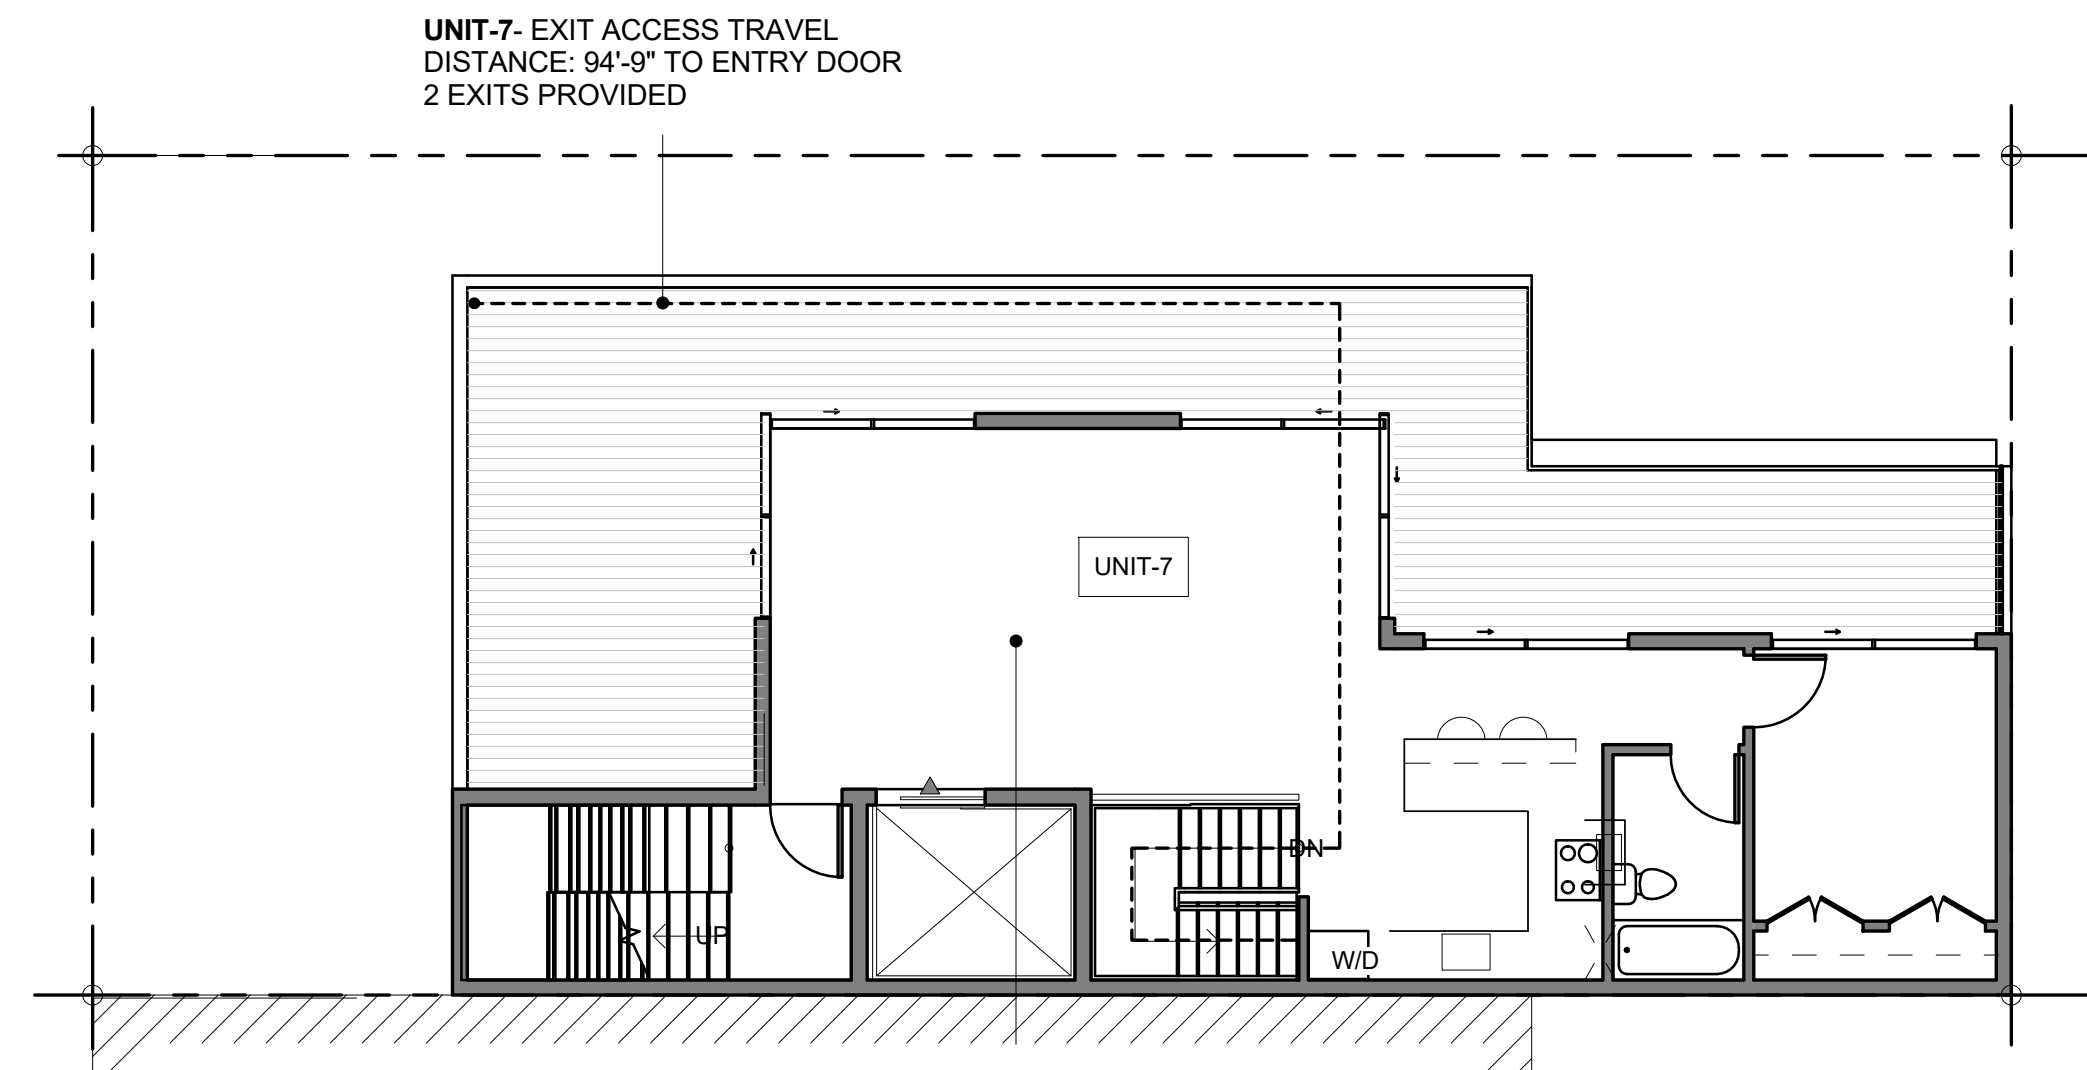 UNIT-7- EXIT ACCESS TRAVEL
DISTANCE: 94'-9" TO ENTRY DOOR
2 EXITS PROVIDED
UNIT-7
DN
UP
W/D